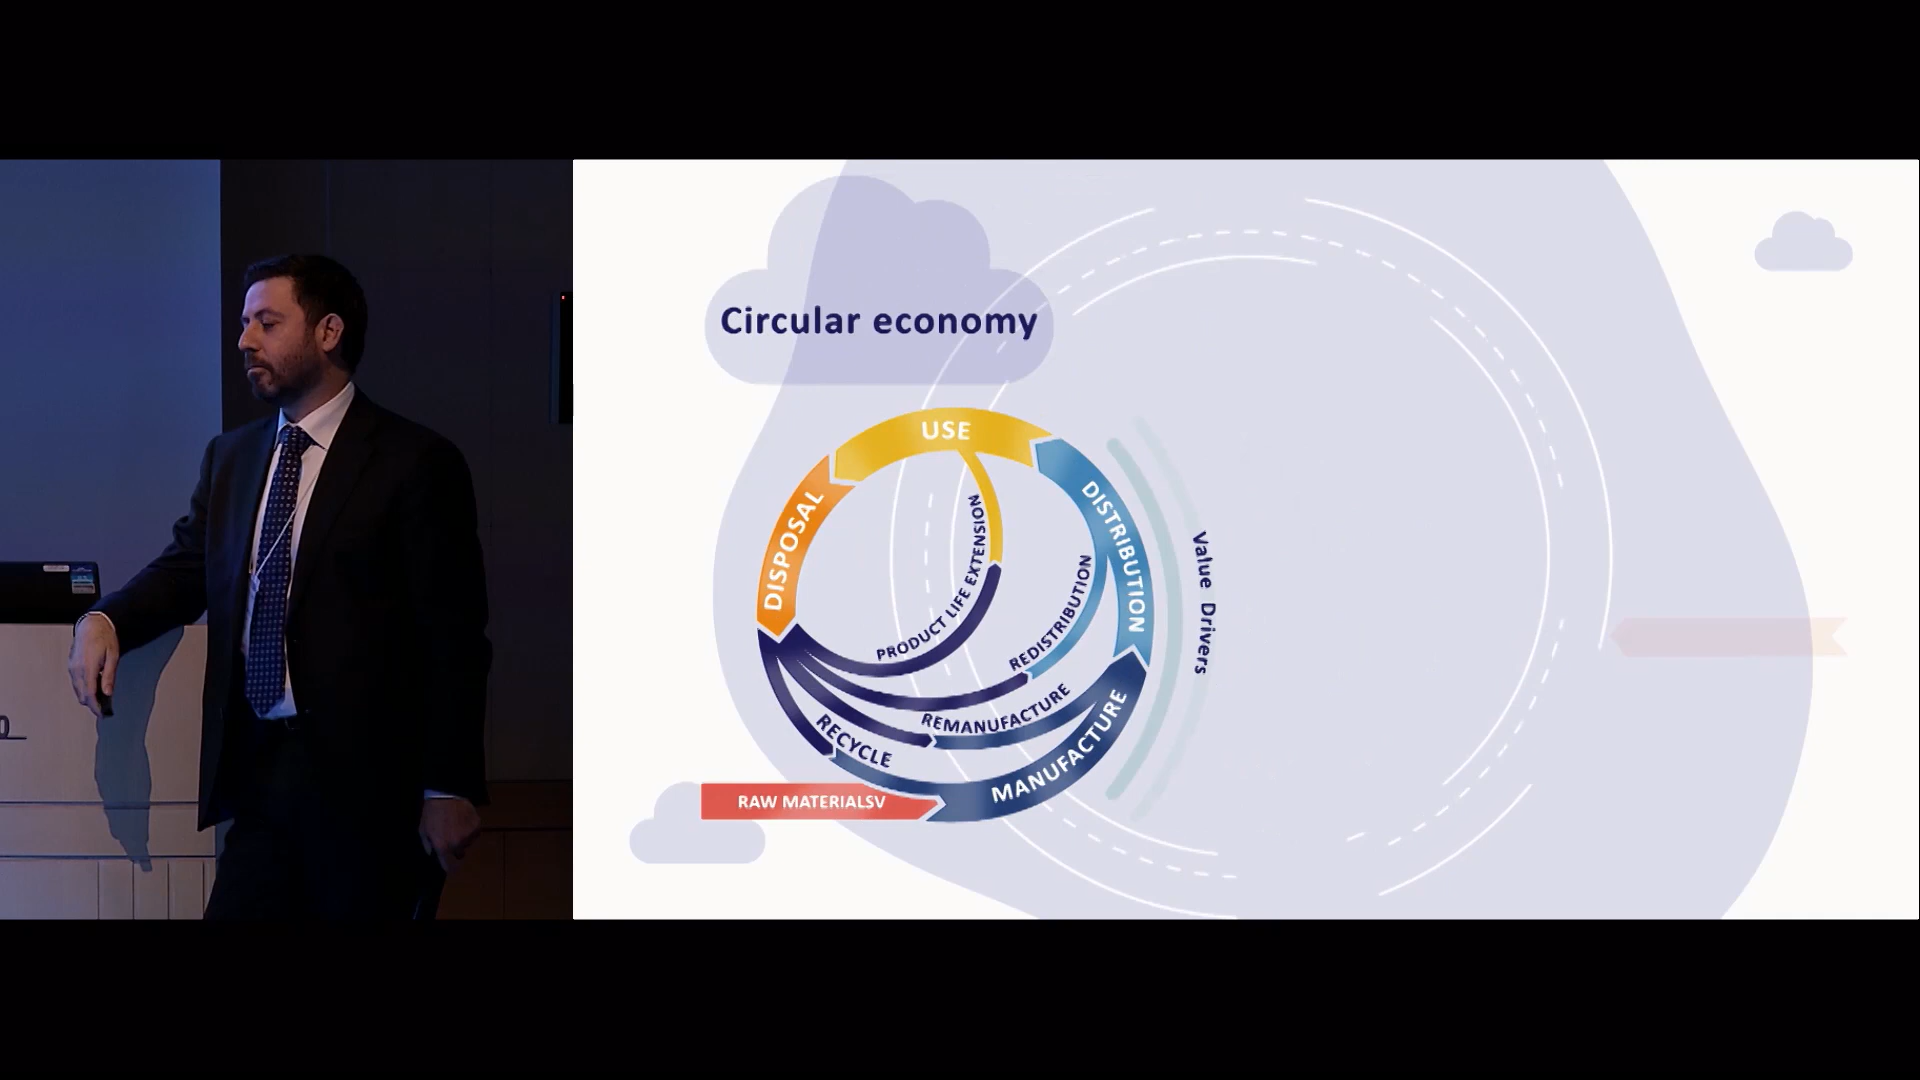 Circular economy
USE
DISPOSAL
DISTRIBUTION
PRODUCT LIFE EXTENSION
REDISTRIBUTION
Value Drivers
REMANUFACTURE
RECYCLE
MANUFACTURE
RAW MATERIALSV